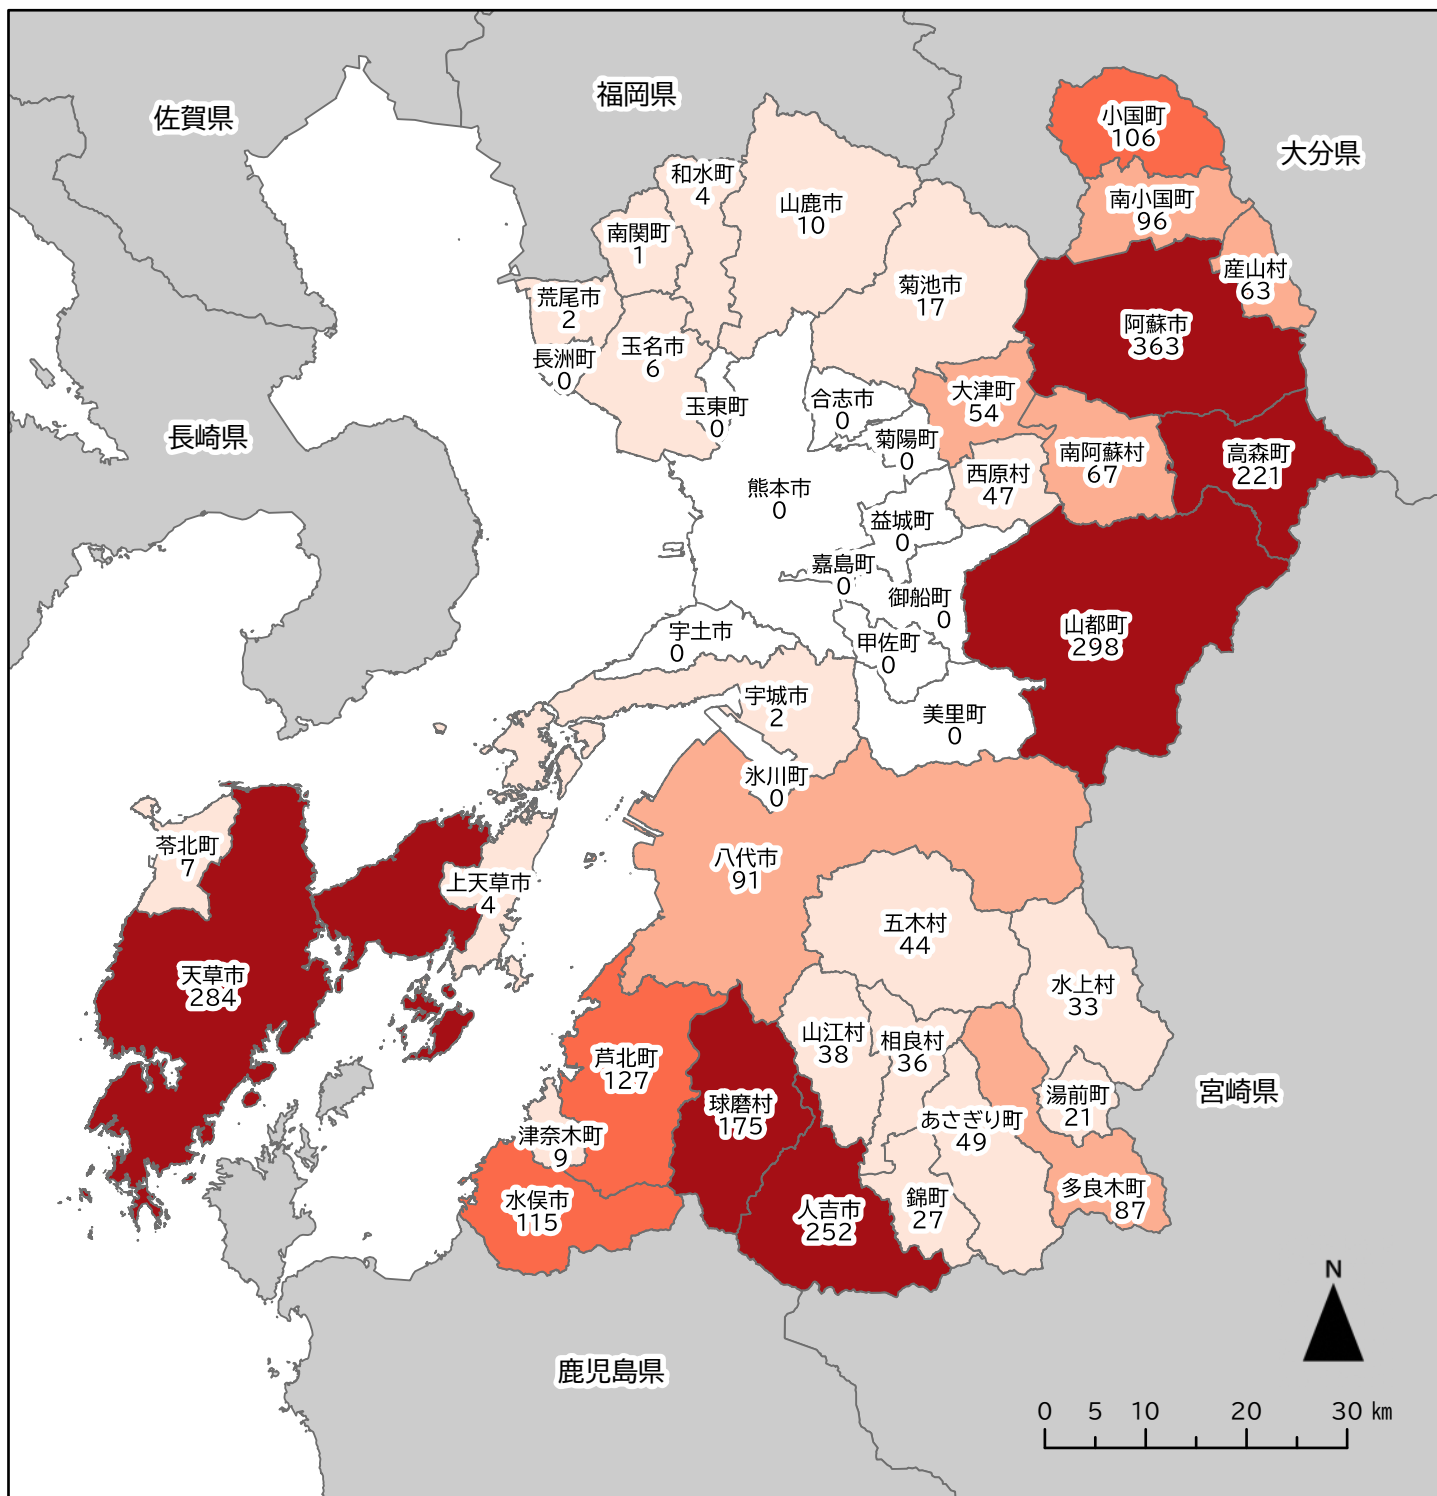 福岡県
佐賀県
小国町
106
大分県
和水町
4
南小国町
96
山鹿市
10
南関町
1
産山村
63
菊池市
17
荒尾市
2
阿蘇市
363
玉名市
6
長洲町
0
大津町
54
合志市
0
玉東町
0
長崎県
菊陽町
0
南阿蘇村
67
高森町
221
西原村
47
熊本市
0
益城町
0
嘉島町
0
御船町
0
山都町
298
宇土市
0
甲佐町
0
宇城市
2
美里町
0
氷川町
0
苓北町
7
八代市
91
上天草市
4
五木村
44
天草市
284
水上村
33
山江村
38
相良村
36
芦北町
127
宮崎県
湯前町
21
球磨村
175
あさぎり町
49
津奈木町
9
多良木町
87
水俣市
115
錦町
27
人吉市
252
N
鹿児島県
0 5 10 20 30 km